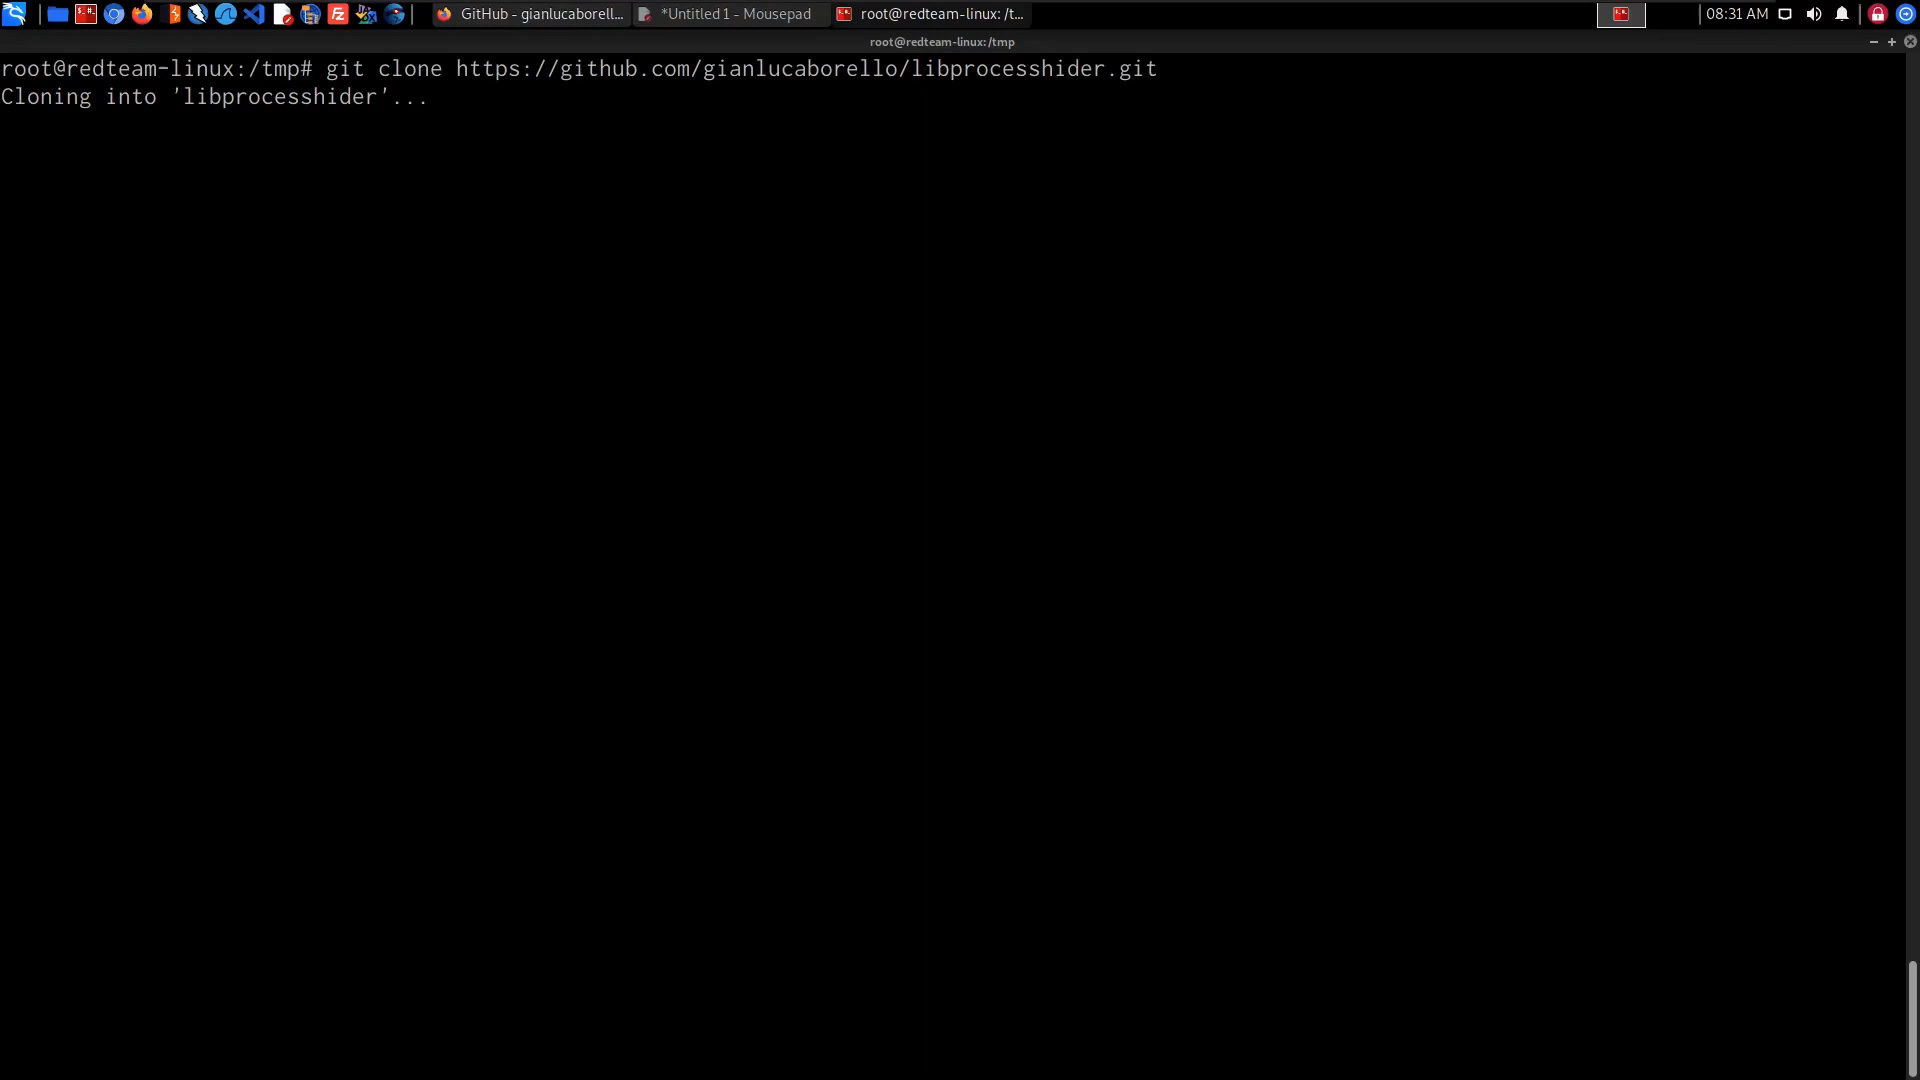 GitHub - gianlucaborell...
*Untitled 1 - Mousepad
root@redteam-linux: /t...
08:31 AM
root@redteam-linux:/tmp
root@redteam-linux:/tmp# git clone https://github.com/gianlucaborello/libprocesshider.git
Cloning into 'libprocesshider'...